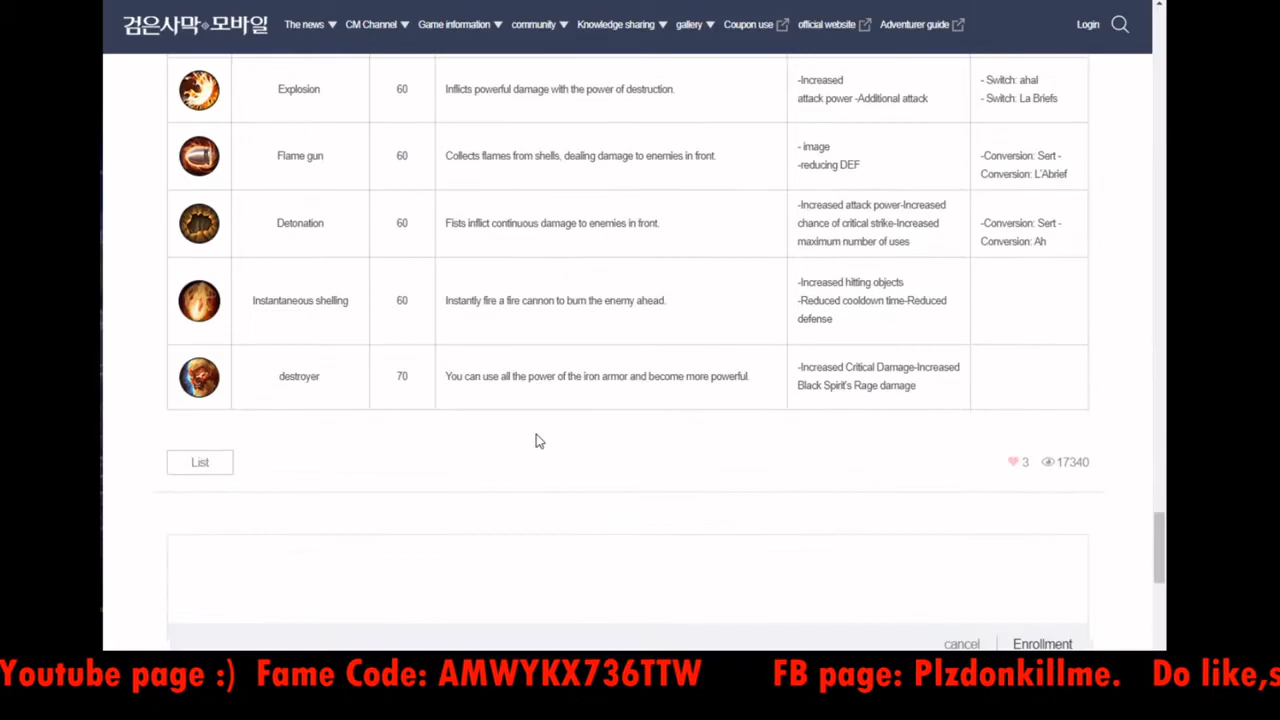 검은사막 모바일 The news CM Channel Game information community Knowledge sharing gallery Coupon use official website Adventurer guide Login
Explosion 60 Inflicts powerful damage with the power of destruction. -Increased
attack power -Additional attack - Switch: ahal
- Switch: La Briefs
Flame gun 60 Collects flames from shells, dealing damage to enemies in front. - image
-reducing DEF -Conversion: Sert -
Conversion: L'Abrief
Detonation 60 Fists inflict continuous damage to enemies in front. -Increased attack power-Increased
chance of critical strike-Increased
maximum number of uses -Conversion: Sert -
Conversion: Ah
Instantaneous shelling 60 Instantly fire a fire cannon to burn the enemy ahead. -Increased hitting objects
-Reduced cooldown time-Reduced
defense
destroyer 70 You can use all the power of the iron armor and become more powerful. -Increased Critical Damage-Increased
Black Spirit's Rage damage
List 3 17340
cancel Enrollment
Youtube page :) Fame Code: AMWYKX736TTW FB page: Plzdonkillme. Do like,s